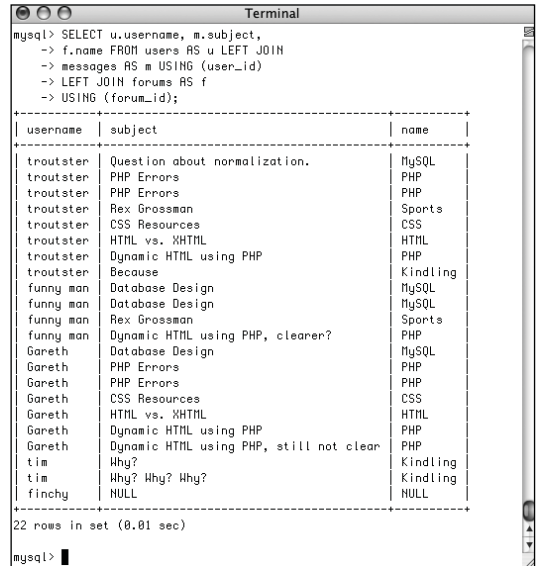 Terminal
mysql> SELECT u.username, m.subject,
    -> f.name FROM users AS u LEFT JOIN
    -> messages AS m USING (user_id)
    -> LEFT JOIN forums AS f
    -> USING (forum_id);
+-----------+----------------------------------------+----------+
| username  | subject                                | name     |
+-----------+----------------------------------------+----------+
| troutster | Question about normalization.          | MySQL    |
| troutster | PHP Errors                             | PHP      |
| troutster | PHP Errors                             | PHP      |
| troutster | Rex Grossman                           | Sports   |
| troutster | CSS Resources                          | CSS      |
| troutster | HTML vs. XHTML                         | HTML     |
| troutster | Dynamic HTML using PHP                 | PHP      |
| troutster | Because                                | Kindling |
| funny man | Database Design                        | MySQL    |
| funny man | Database Design                        | MySQL    |
| funny man | Rex Grossman                           | Sports   |
| funny man | Dynamic HTML using PHP, clearer?       | PHP      |
| Gareth    | Database Design                        | MySQL    |
| Gareth    | PHP Errors                             | PHP      |
| Gareth    | PHP Errors                             | PHP      |
| Gareth    | CSS Resources                          | CSS      |
| Gareth    | HTML vs. XHTML                         | HTML     |
| Gareth    | Dynamic HTML using PHP                 | PHP      |
| Gareth    | Dynamic HTML using PHP, still not clear | PHP      |
| tim       | Why?                                   | Kindling |
| tim       | Why? Why? Why?                         | Kindling |
| finchy    | NULL                                   | NULL     |
+-----------+----------------------------------------+----------+
22 rows in set (0.01 sec)
mysql>